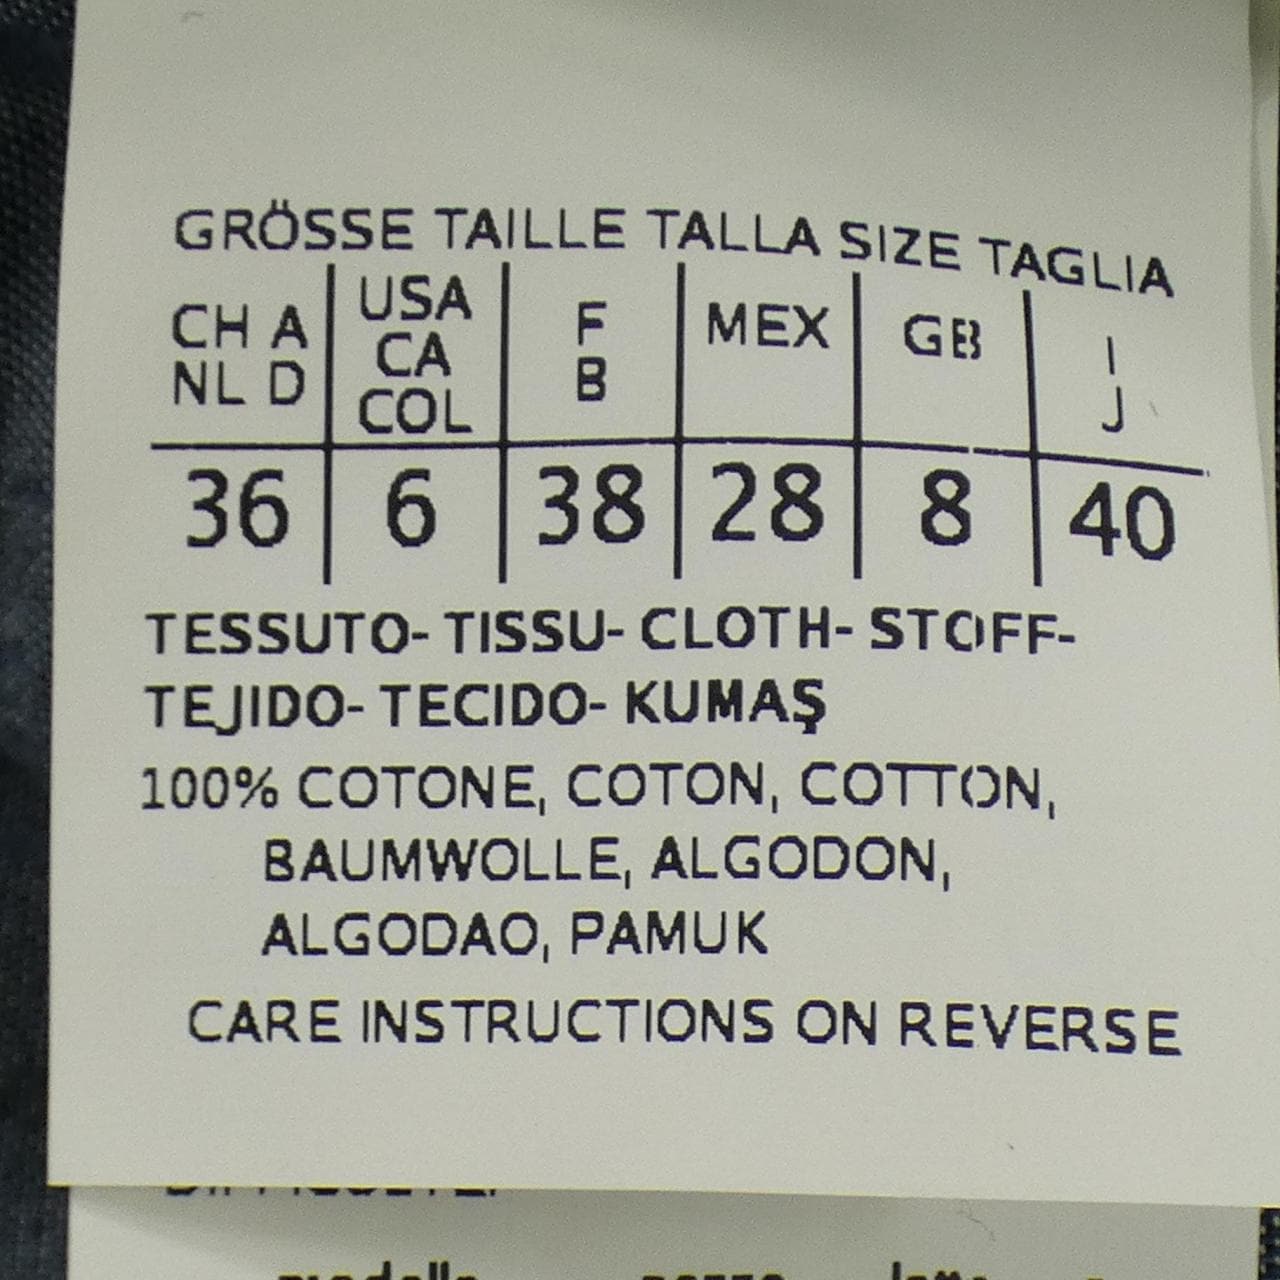 GRÖSSE TAILLE TALLA SIZE TAGLIA
CH A NL D | USA CA COL | F B | MEX | GB | I J
36 | 6 | 38 | 28 | 8 | 40
TESSUTO- TISSU- CLOTH- STOFF-
TEJIDO- TECIDO- KUMAŞ
100% COTONE, COTON, COTTON,
BAUMWOLLE, ALGODON,
ALGODAO, PAMUK
CARE INSTRUCTIONS ON REVERSE